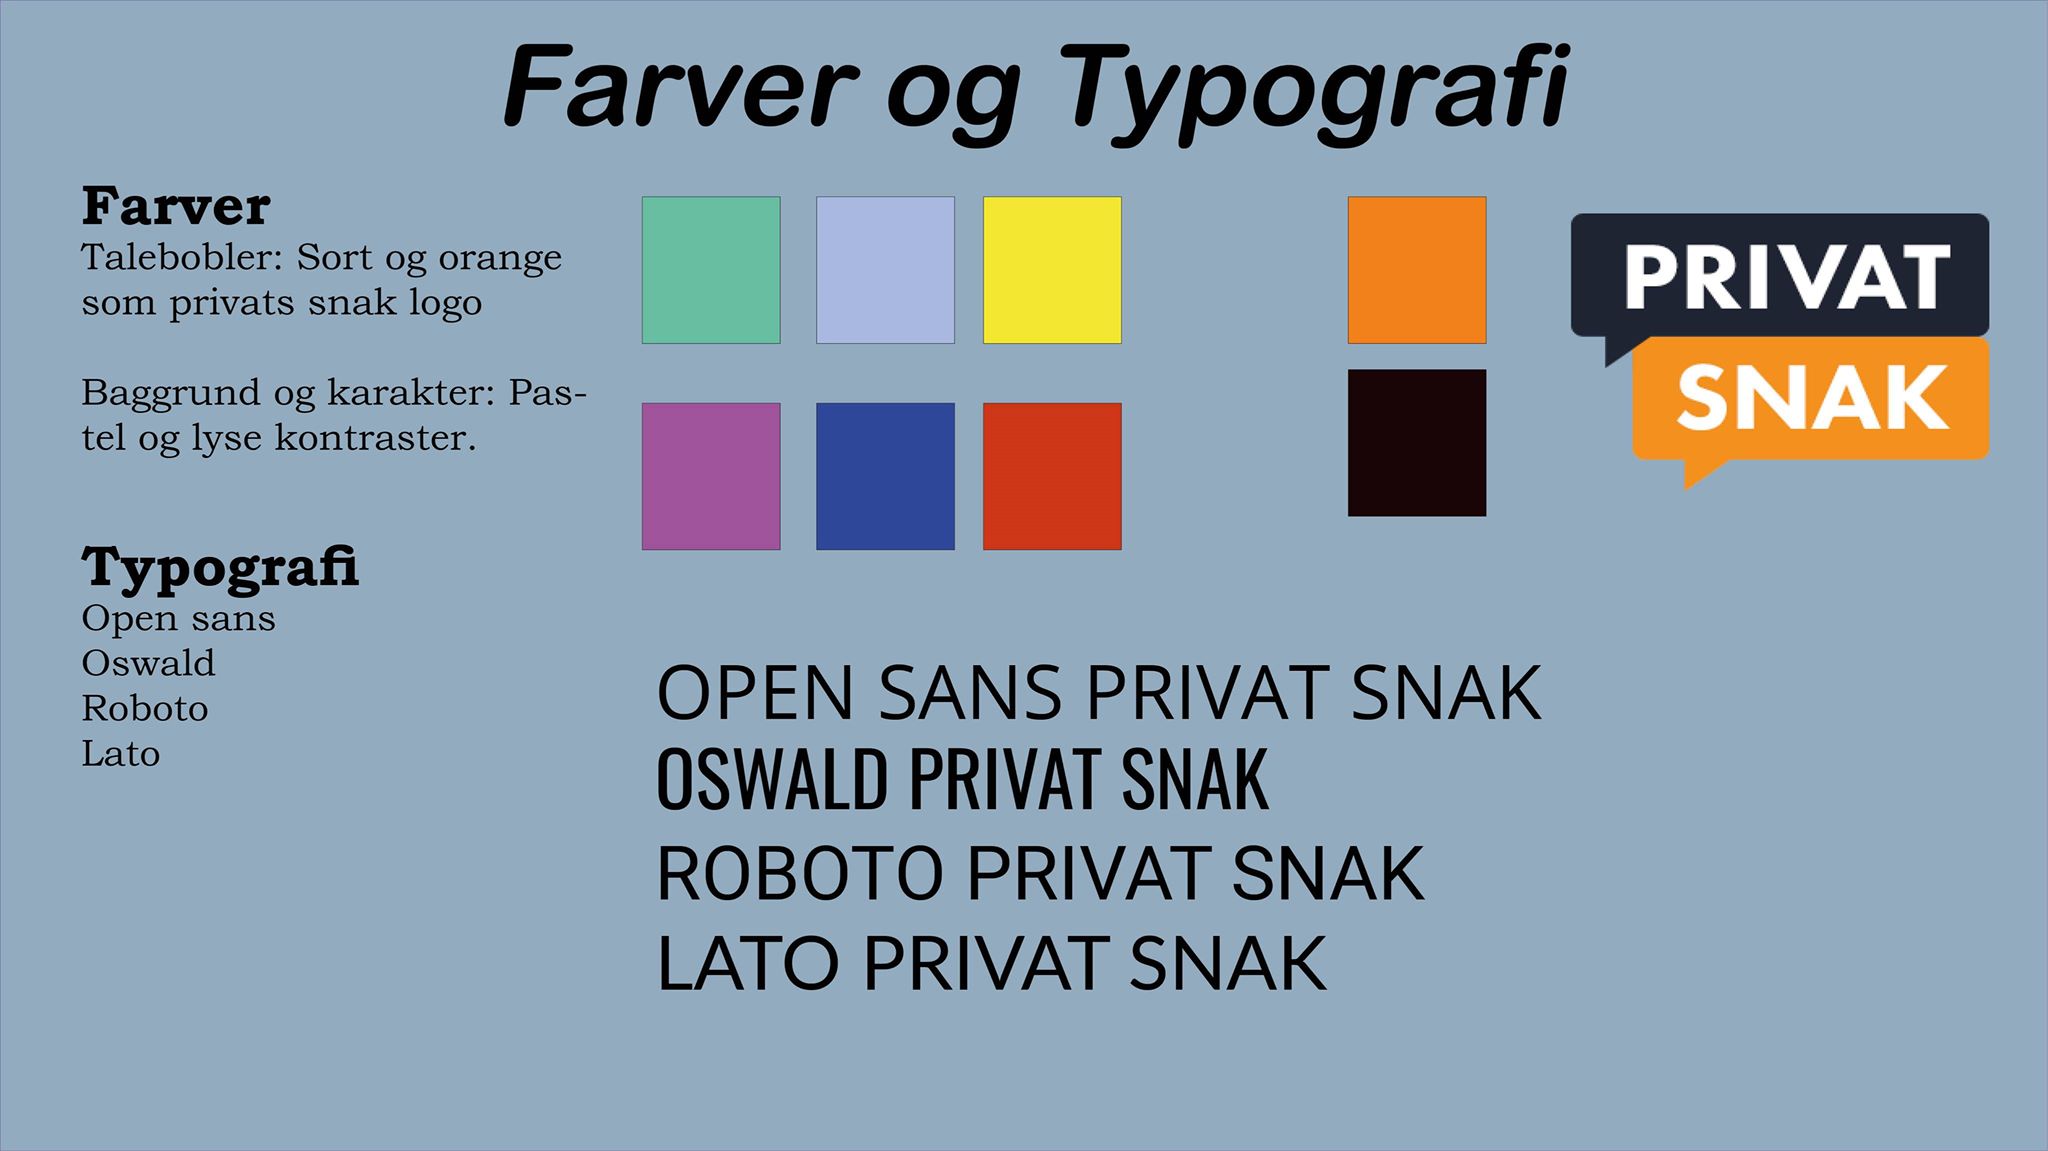 Farver og Typografi
Farver
Talebobler: Sort og orange
som privats snak logo
Baggrund og karakter: Pas-
tel og lyse kontraster.
PRIVAT
SNAK
Typografi
Open sans
Oswald
Roboto
Lato
OPEN SANS PRIVAT SNAK
OSWALD PRIVAT SNAK
ROBOTO PRIVAT SNAK
LATO PRIVAT SNAK